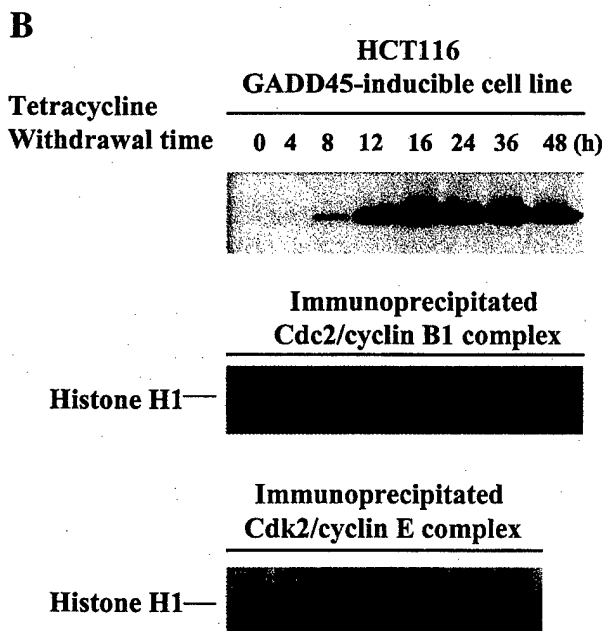 B
HCT116
GADD45-inducible cell line
Tetracycline
Withdrawal time 0 4 8 12 16 24 36 48 (h)
Immunoprecipitated
Cdc2/cyclin B1 complex
Histone H1—
Immunoprecipitated
Cdk2/cyclin E complex
Histone H1—